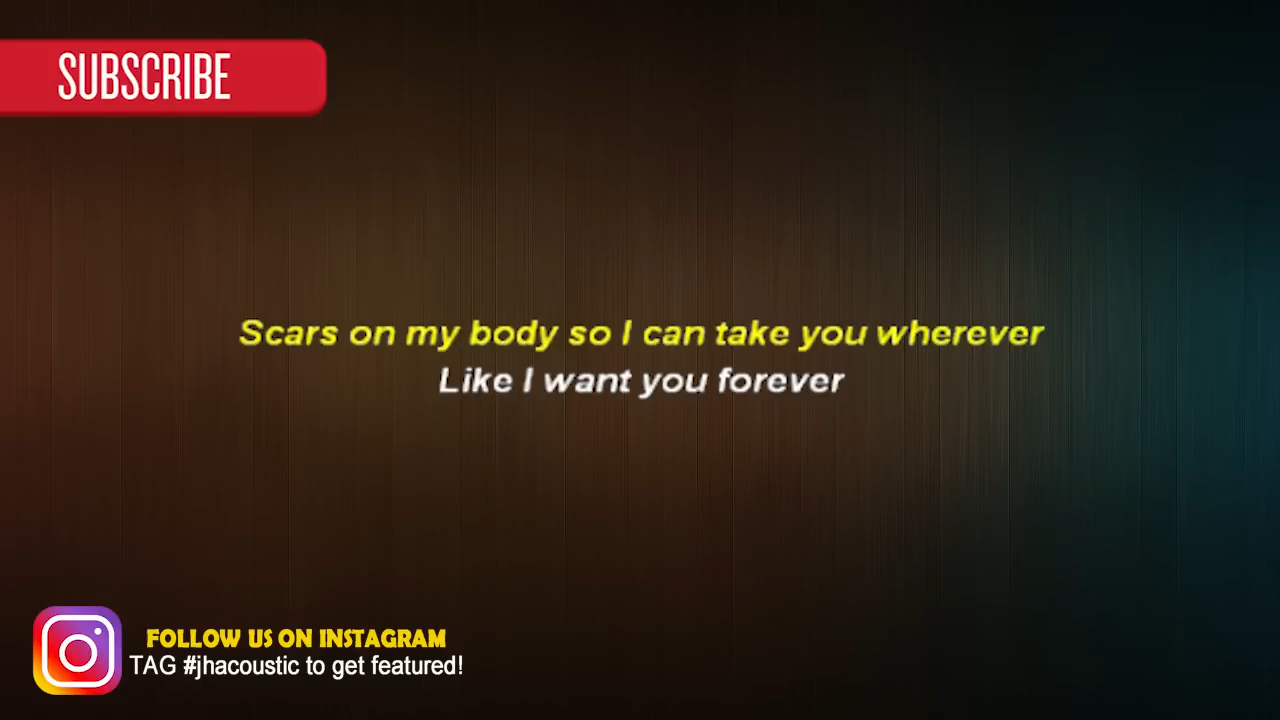 SUBSCRIBE
Scars on my body so I can take you wherever
Like I want you forever
FOLLOW US ON INSTAGRAM
TAG #jhacoustic to get featured!